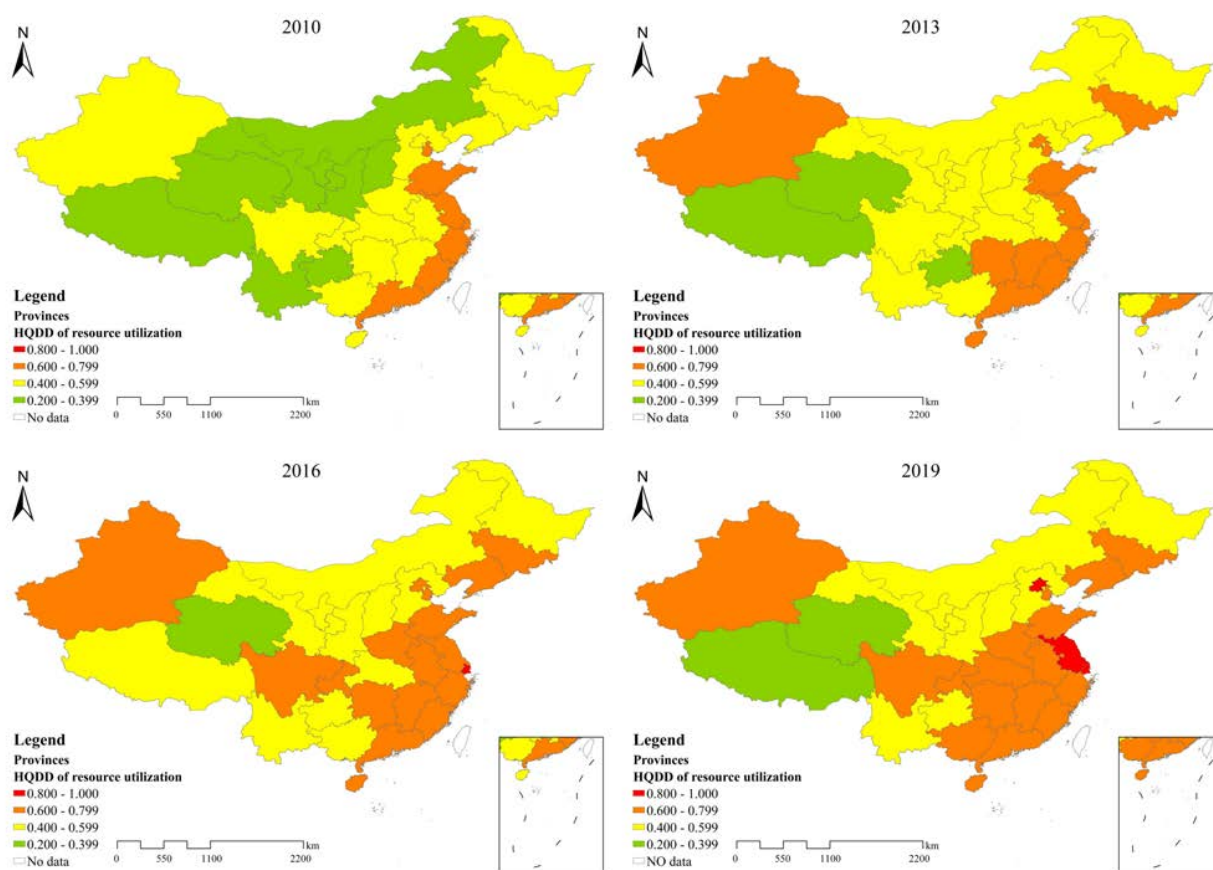 2010
N
Legend
Provinces
HQDD of resource utilization
0.800 - 1.000
0.600 - 0.799
0.400 - 0.599
0.200 - 0.399
No data
km
0 550 1100 2200
2013
N
Legend
Provinces
HQDD of resource utilization
0.800 - 1.000
0.600 - 0.799
0.400 - 0.599
0.200 - 0.399
No data
km
0 550 1100 2200
2016
N
Legend
Provinces
HQDD of resource utilization
0.800 - 1.000
0.600 - 0.799
0.400 - 0.599
0.200 - 0.399
No data
km
0 550 1100 2200
2019
N
Legend
Provinces
HQDD of resource utilization
0.800 - 1.000
0.600 - 0.799
0.400 - 0.599
0.200 - 0.399
NO data
km
0 550 1100 2200